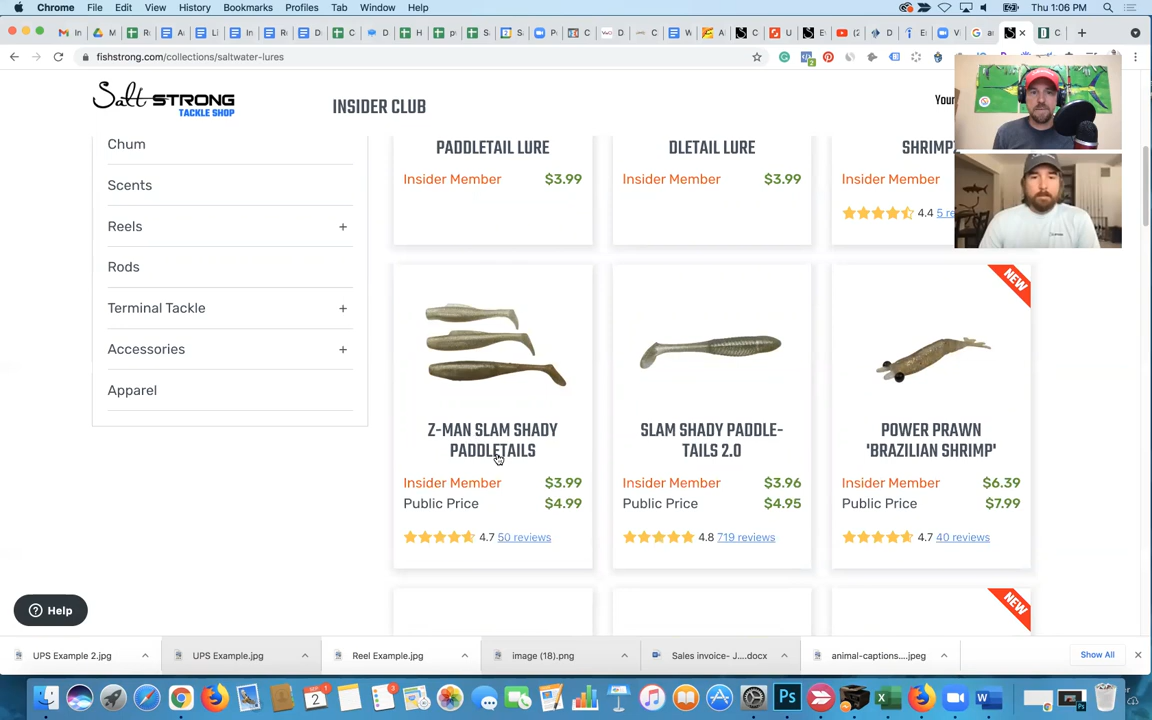 Chrome File Edit View History Bookmarks Profiles Tab Window Help Thu 1:06 PM
fishstrong.com/collections/saltwater-lures
Salt STRONG
TACKLE SHOP
INSIDER CLUB
Your
Chum
Scents
Reels +
Rods
Terminal Tackle +
Accessories +
Apparel
PADDLETAIL LURE
Insider Member $3.99
DLETAIL LURE
Insider Member $3.99
SHRIMPZ
Insider Member
4.4 5 re
Z-MAN SLAM SHADY
PADDLETAILS
Insider Member $3.99
Public Price $4.99
4.7 50 reviews
SLAM SHADY PADDLE-
TAILS 2.0
Insider Member $3.96
Public Price $4.95
4.8 719 reviews
NEW
POWER PRAWN
'BRAZILIAN SHRIMP'
Insider Member $6.39
Public Price $7.99
4.7 40 reviews
NEW
Help
UPS Example 2.jpg
UPS Example.jpg
Reel Example.jpg
image (18).png
Sales invoice- J....docx
animal-captions....jpeg
Show All